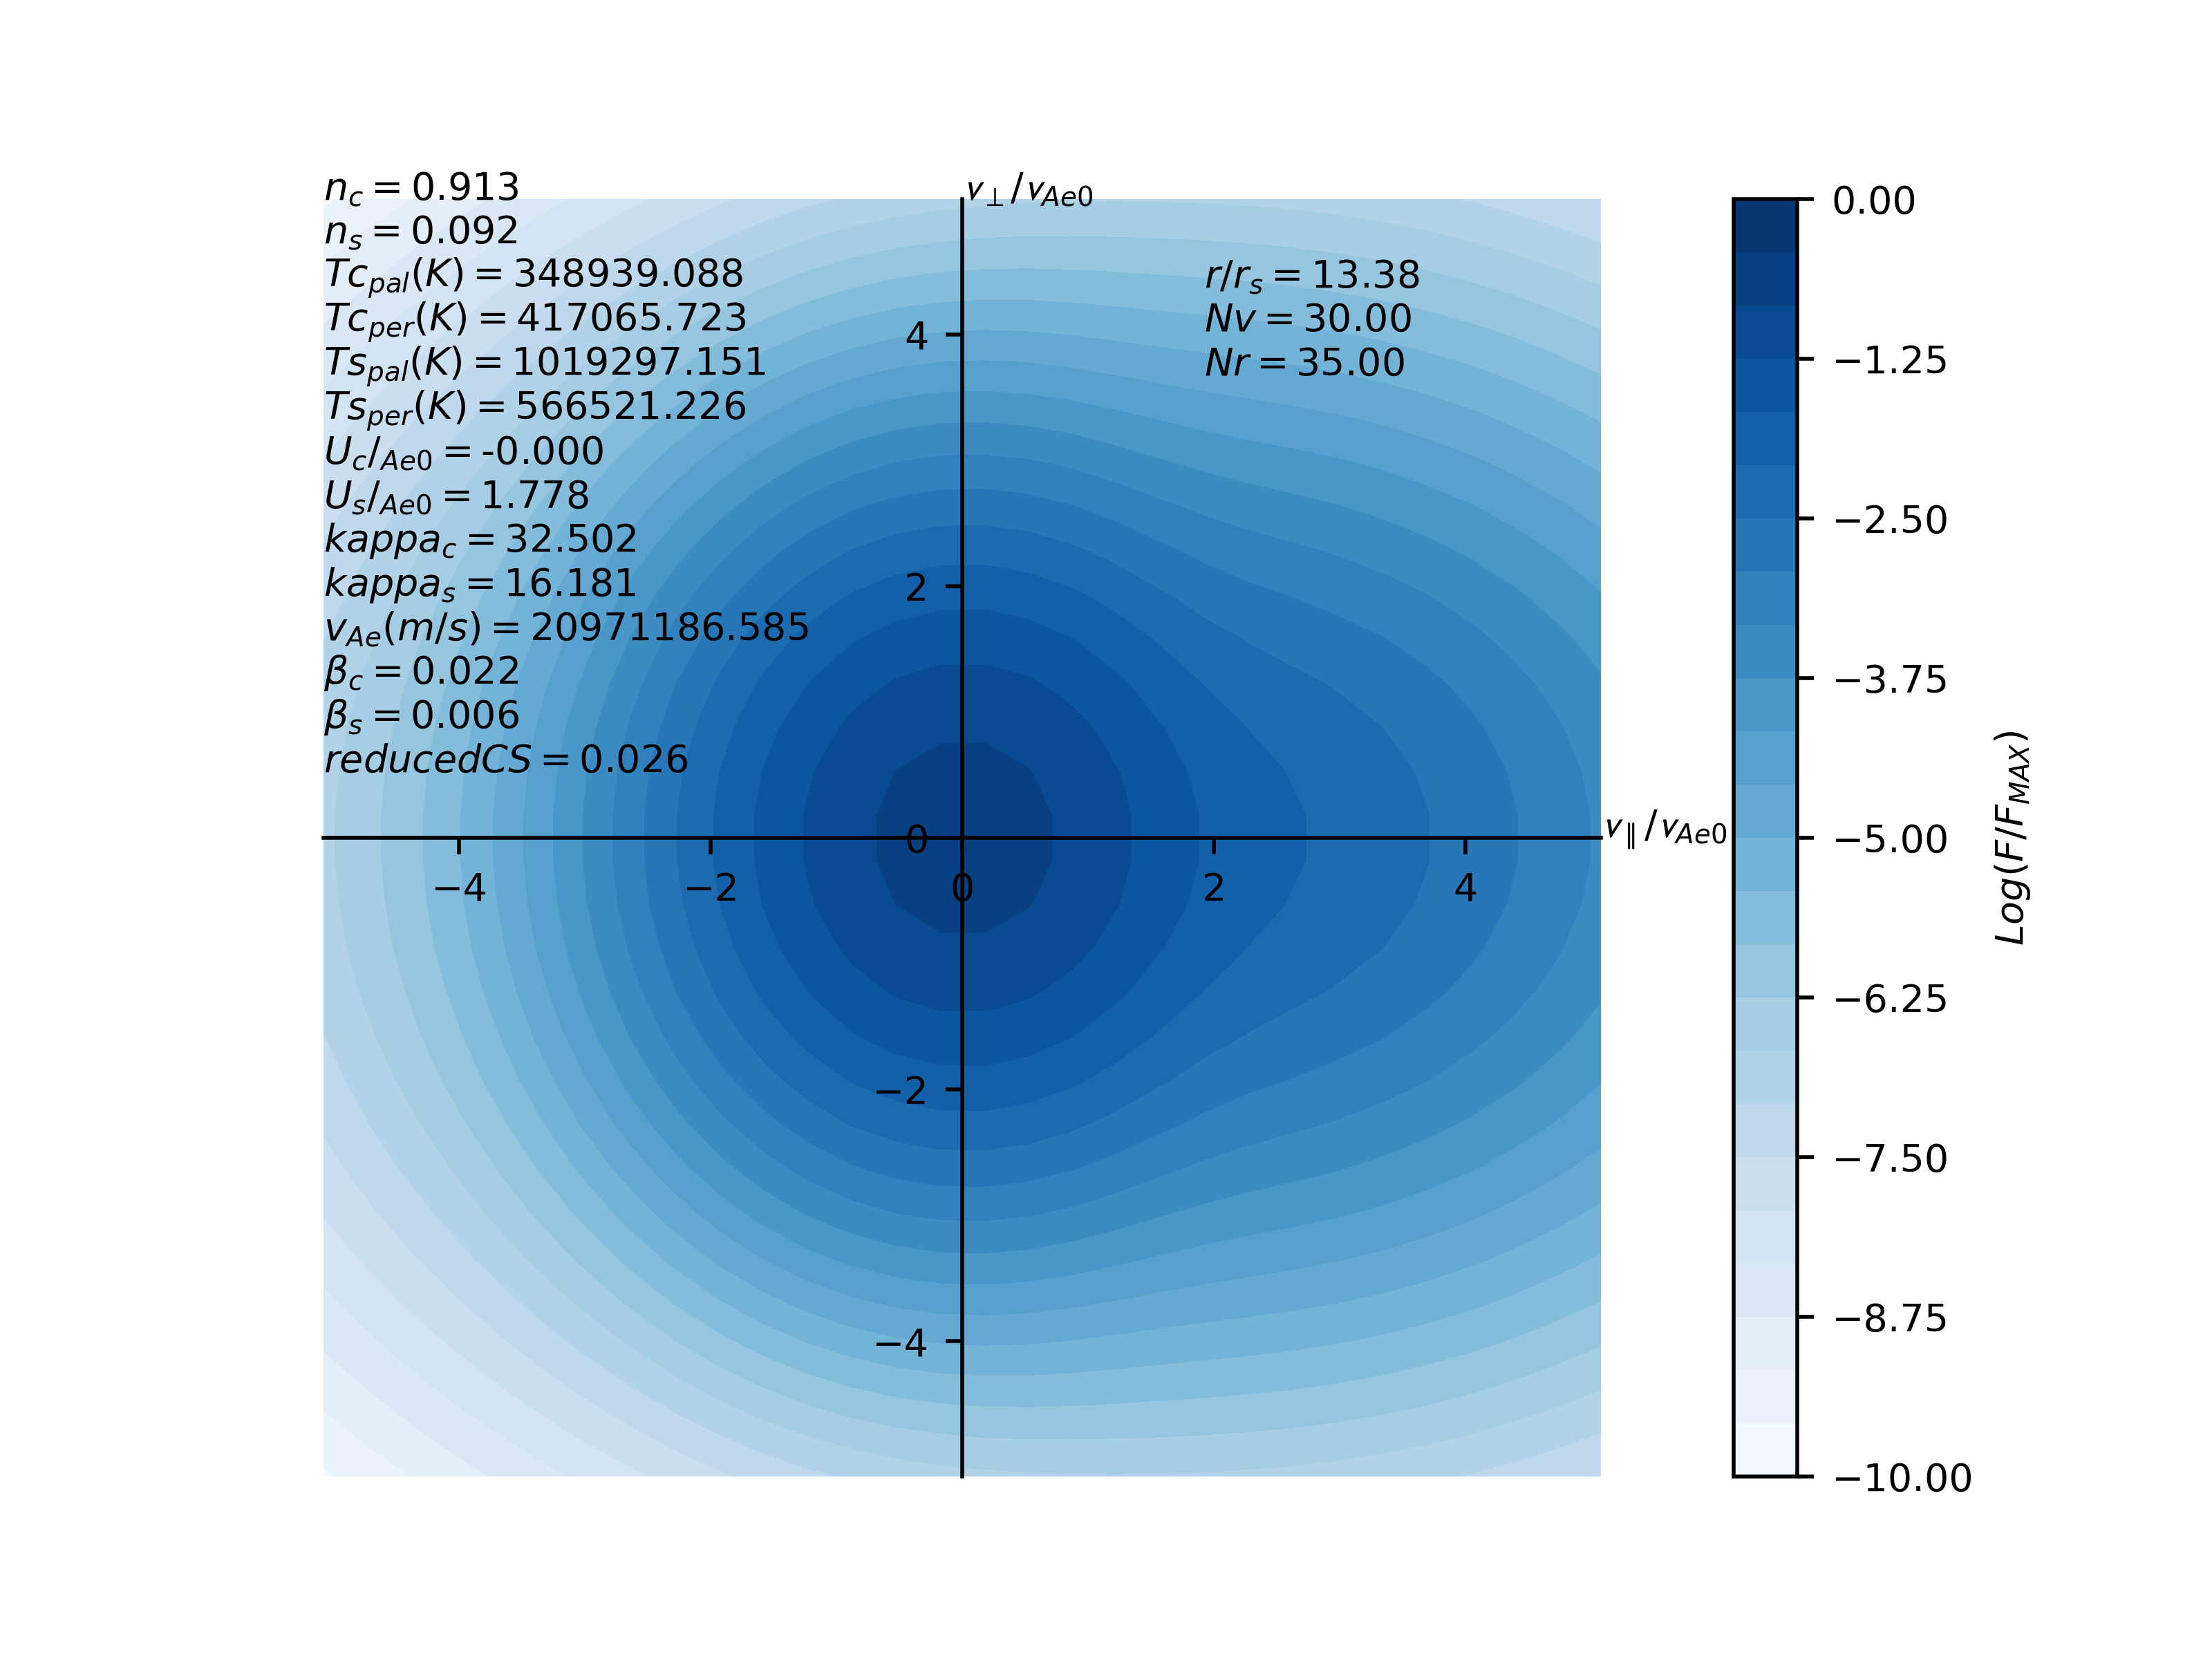 n_c = 0.913
n_s = 0.092
Tc_pal(K) = 348939.088
Tc_per(K) = 417065.723
Ts_pal(K) = 1019297.151
Ts_per(K) = 566521.226
U_c/_Ae0 = -0.000
U_s/_Ae0 = 1.778
kappa_c = 32.502
kappa_s = 16.181
v_Ae(m/s) = 20971186.585
β_c = 0.022
β_s = 0.006
reducedCS = 0.026
v_⊥/v_Ae0
r/r_s = 13.38
Nv = 30.00
Nr = 35.00
4
2
0
−2
−4
−4
−2
0
2
4
v_∥/v_Ae0
0.00
−1.25
−2.50
−3.75
−5.00
−6.25
−7.50
−8.75
−10.00
Log(F/F_MAX)